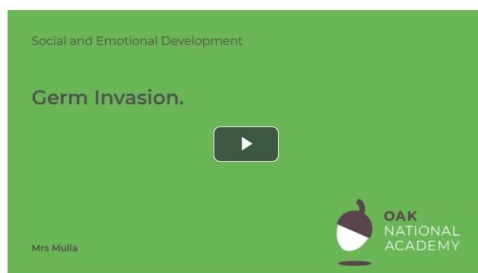 Social and Emotional Development
Germ Invasion.
Mrs Mulla
OAK
NATIONAL
ACADEMY